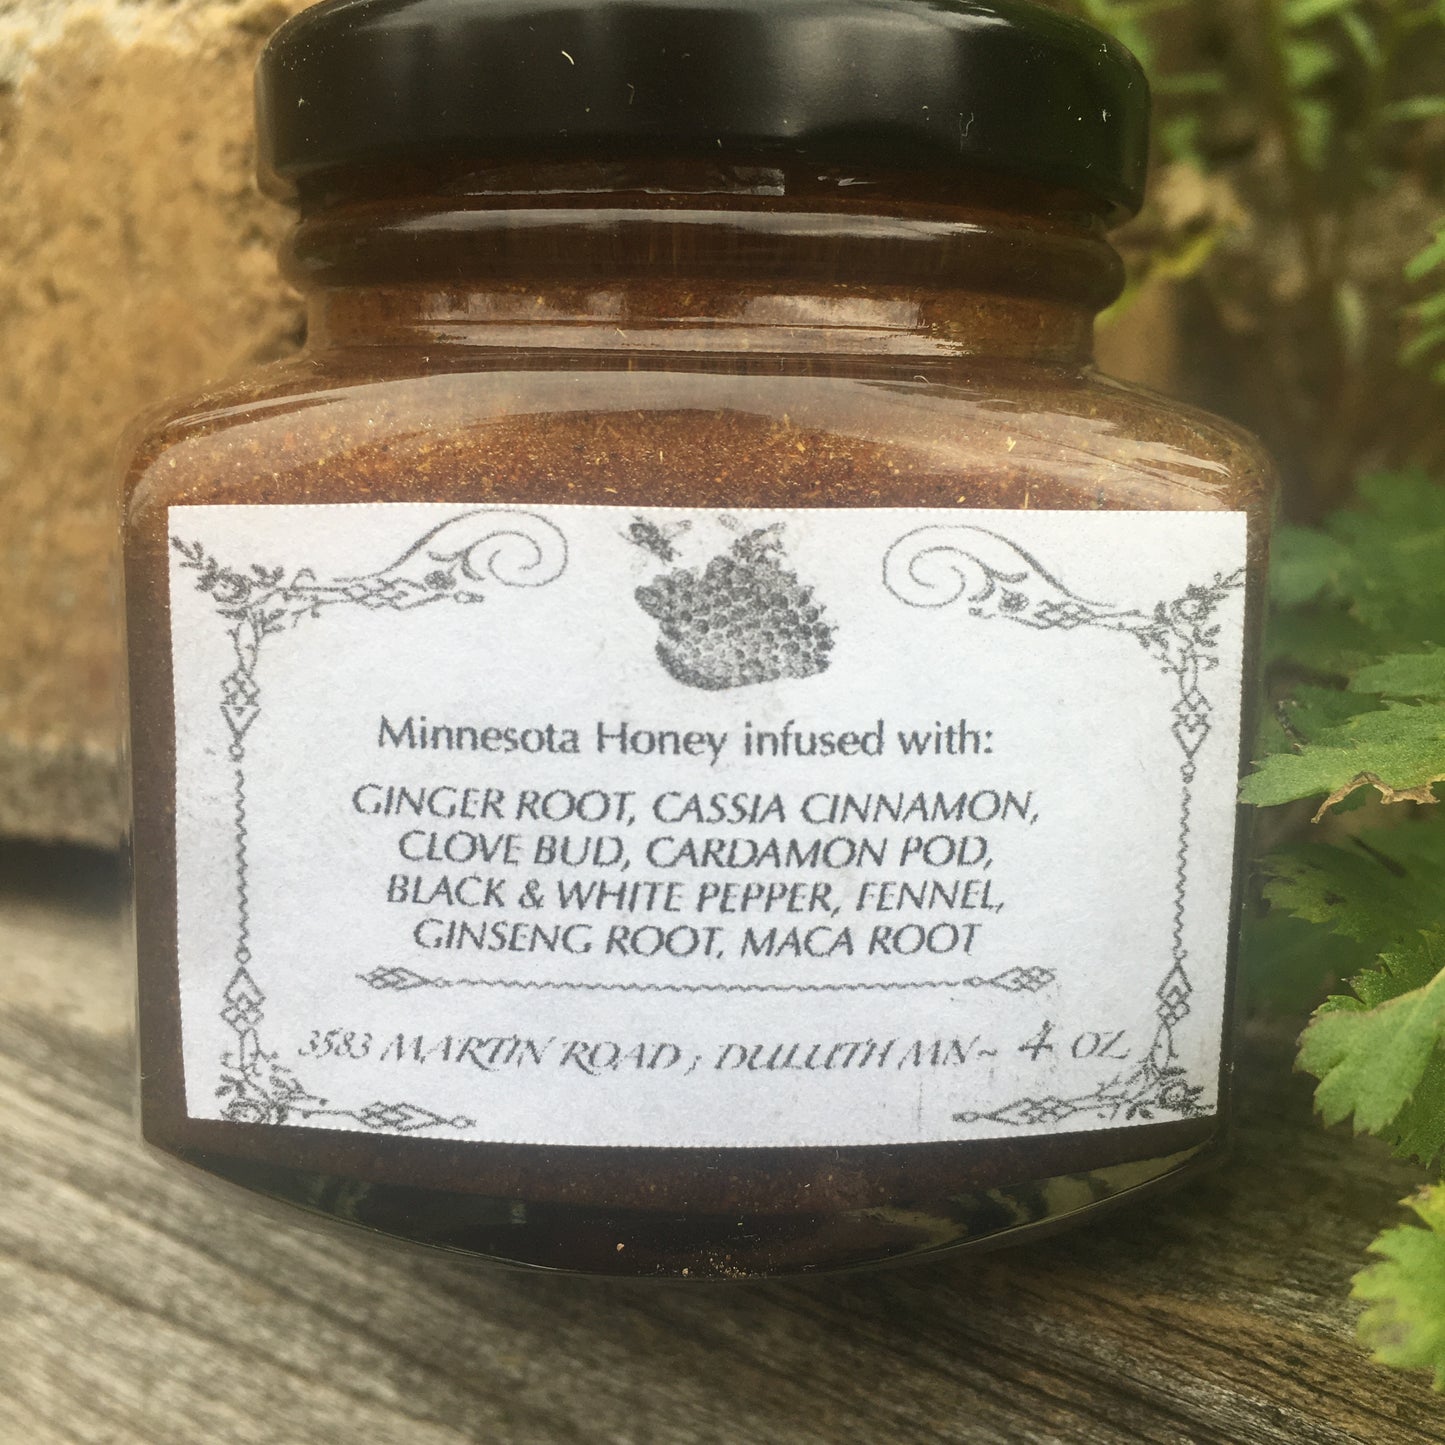 Minnesota Honey infused with:
GINGER ROOT, CASSIA CINNAMON,
CLOVE BUD, CARDAMON POD,
BLACK & WHITE PEPPER, FENNEL,
GINSENG ROOT, MACA ROOT
3583 MARTIN ROAD; DULUTH MN~ 4 OZ